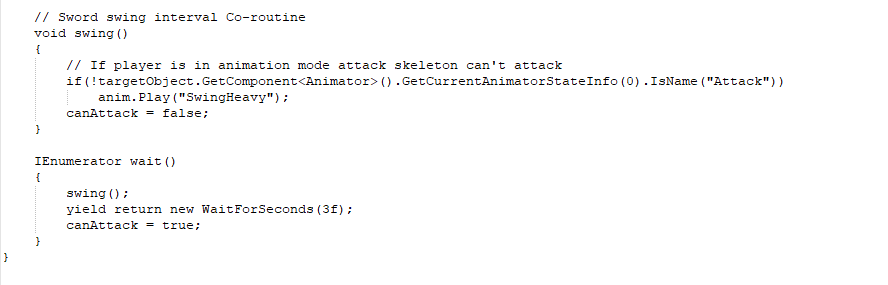 // Sword swing interval Co-routine
void swing()
{
// If player is in animation mode attack skeleton can't attack
if(!targetObject.GetComponent<Animator>().GetCurrentAnimatorStateInfo(0).IsName("Attack"))
anim.Play("SwingHeavy");
canAttack = false;
}
IEnumerator wait()
{
swing();
yield return new WaitForSeconds(3f);
canAttack = true;
}
}